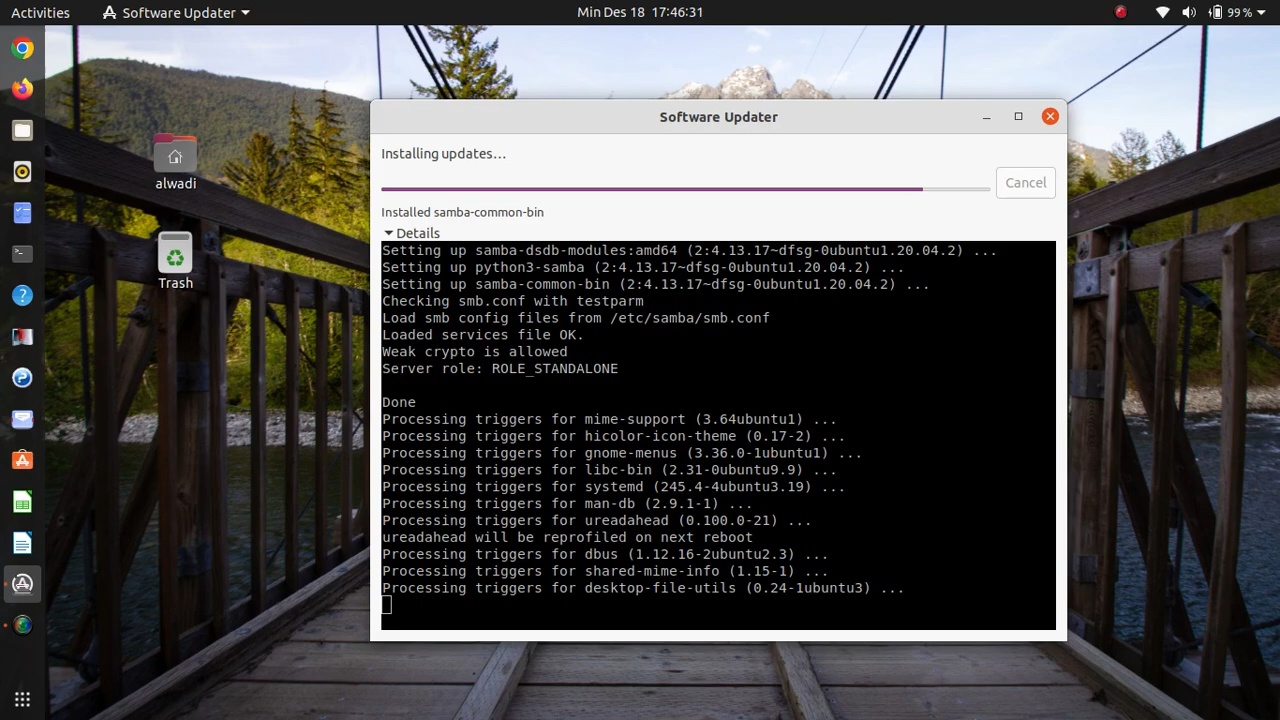 Activities
Software Updater
Min Des 18 17:46:31
99 %
alwadi
Trash
Software Updater
Installing updates…
Cancel
Installed samba-common-bin
Details
Setting up samba-dsdb-modules:amd64 (2:4.13.17~dfsg-0ubuntu1.20.04.2) ...
Setting up python3-samba (2:4.13.17~dfsg-0ubuntu1.20.04.2) ...
Setting up samba-common-bin (2:4.13.17~dfsg-0ubuntu1.20.04.2) ...
Checking smb.conf with testparm
Load smb config files from /etc/samba/smb.conf
Loaded services file OK.
Weak crypto is allowed
Server role: ROLE_STANDALONE
Done
Processing triggers for mime-support (3.64ubuntu1) ...
Processing triggers for hicolor-icon-theme (0.17-2) ...
Processing triggers for gnome-menus (3.36.0-1ubuntu1) ...
Processing triggers for libc-bin (2.31-0ubuntu9.9) ...
Processing triggers for systemd (245.4-4ubuntu3.19) ...
Processing triggers for man-db (2.9.1-1) ...
Processing triggers for ureadahead (0.100.0-21) ...
ureadahead will be reprofiled on next reboot
Processing triggers for dbus (1.12.16-2ubuntu2.3) ...
Processing triggers for shared-mime-info (1.15-1) ...
Processing triggers for desktop-file-utils (0.24-1ubuntu3) ...